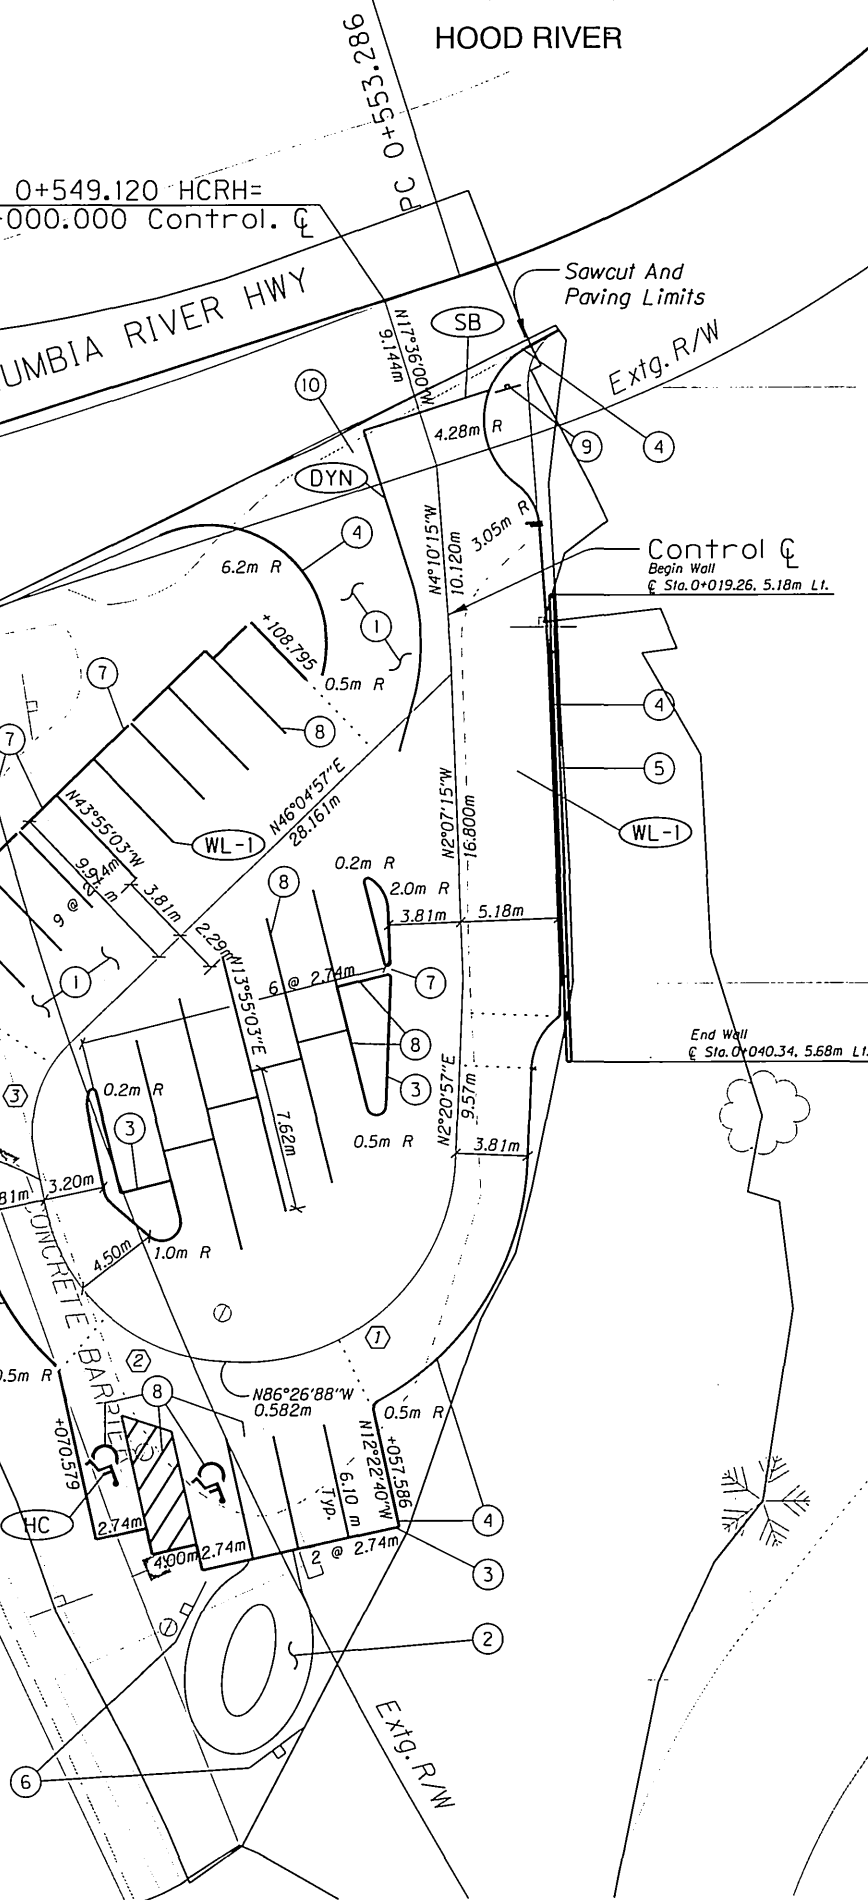 HOOD RIVER
PC 0+553.286
0+549.120 HCRH=
+000.000 Control. ℄
UMBIA RIVER HWY
Sawcut And
Paving Limits
N17°36'00"W
9.144m
SB
Extg. R/W
10
4.28m R
9
4
DYN
4
3.05m R
6.2m R
N4°10'15"W
10.120m
Control ℄
Begin Wall
℄ Sta.0+019.26, 5.18m Lt.
1
+108.795
7
0.5m R
4
8
7
5
N46°04'57"E
28.161m
N2°07'15"W
16.800m
N43°55'03"W
WL-1
WL-1
0.2m R
8
2.0m R
3.81m
9 @
3.81m
5.18m
2.29m
N13°55'03"E
6 @ 2.74m
1
7
End Wall
℄ Sta.0+040.34, 5.68m Lt.
8
3
0.2m R
3
3
7.62m
N2°20'57"E
9.57m
0.5m R
3.81m
81m
3.20m
4.50m
1.0m R
CONCRETE BARRIER
1
2
.5m R
8
N86°26'88"W
0.582m
0.5m R
+070.579
6.10 m
TYP.
N12°22'40"W
+057.586
HC
2.74m
4
4.00m
2.74m
2 @ 2.74m
3
2
Extg. R/W
6